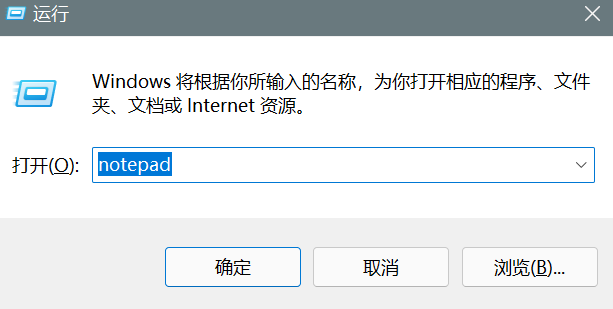 运行
Windows 将根据你所输入的名称，为你打开相应的程序、文件
夹、文档或 Internet 资源。
打开(O): notepad
确定 取消 浏览(B)...